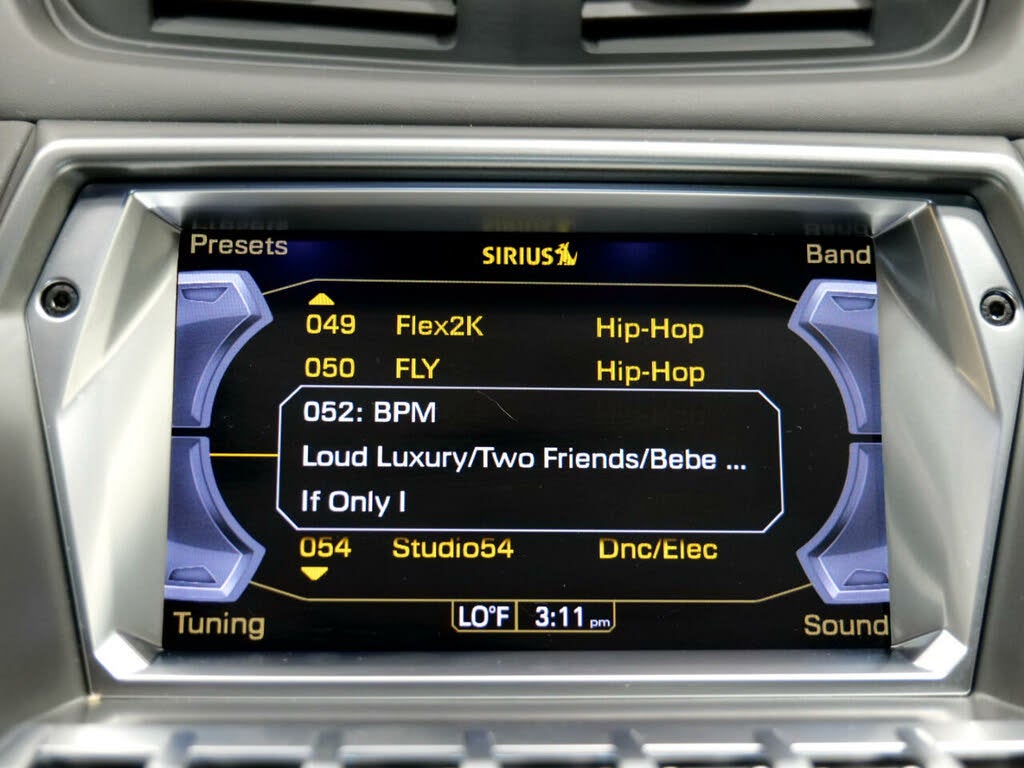 Presets
SIRIUS
Band
049 Flex2K Hip-Hop
050 FLY Hip-Hop
052: BPM
Loud Luxury/Two Friends/Bebe ...
If Only I
054 Studio54 Dnc/Elec
Tuning
LO°F 3:11 pm
Sound